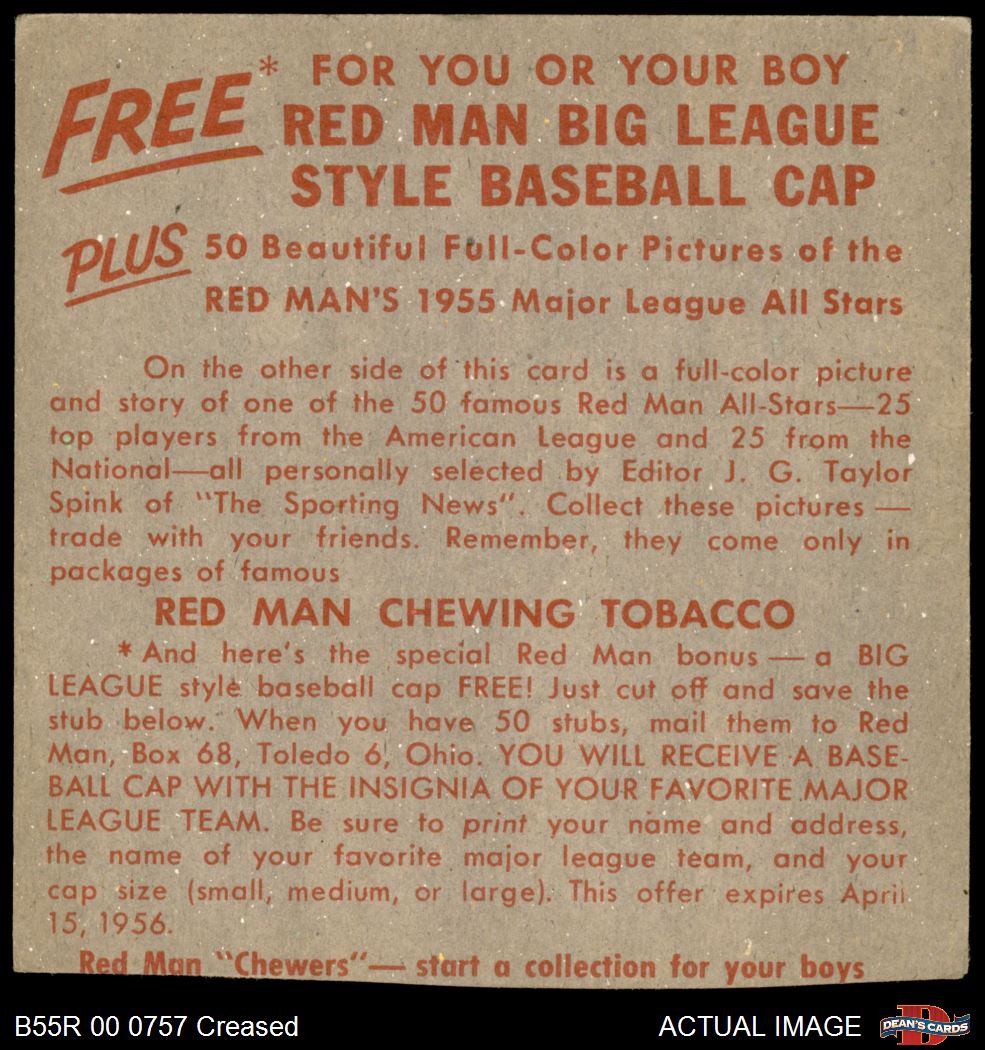 FREE* FOR YOU OR YOUR BOY
RED MAN BIG LEAGUE
STYLE BASEBALL CAP
PLUS 50 Beautiful Full-Color Pictures of the
RED MAN'S 1955 Major League All Stars
On the other side of this card is a full-color picture
and story of one of the 50 famous Red Man All-Stars—25
top players from the American League and 25 from the
National—all personally selected by Editor J. G. Taylor
Spink of "The Sporting News". Collect these pictures —
trade with your friends. Remember, they come only in
packages of famous
RED MAN CHEWING TOBACCO
* And here's the special Red Man bonus — a BIG
LEAGUE style baseball cap FREE! Just cut off and save the
stub below. When you have 50 stubs, mail them to Red
Man, Box 68, Toledo 6, Ohio. YOU WILL RECEIVE A BASE-
BALL CAP WITH THE INSIGNIA OF YOUR FAVORITE MAJOR
LEAGUE TEAM. Be sure to print your name and address,
the name of your favorite major league team, and your
cap size (small, medium, or large). This offer expires April
15, 1956.
Red Man "Chewers"— start a collection for your boys
B55R 00 0757 Creased
ACTUAL IMAGE
D
DEAN'S CARDS